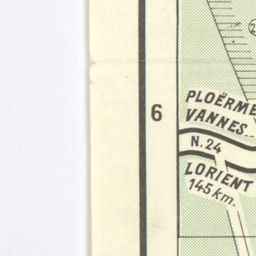 6
PLOËRME
VANNES
N.24
LORIENT
145 km.